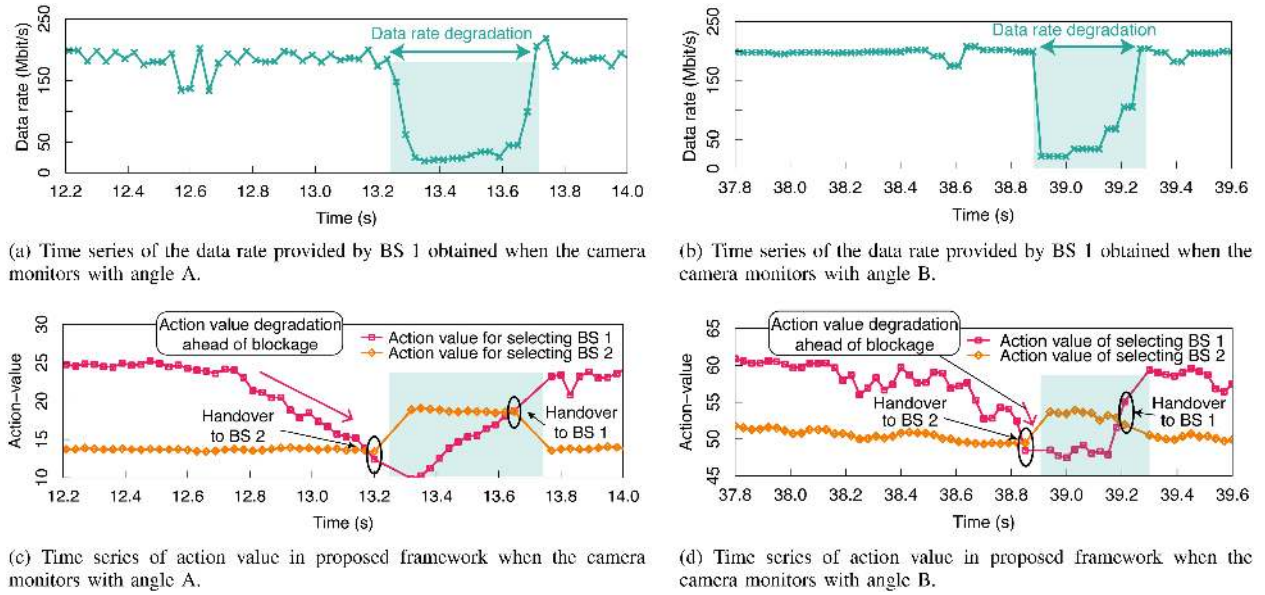 250
150
50
0
Data rate (Mbit/s)
Data rate degradation
12.2 12.4 12.6 12.8 13.0 13.2 13.4 13.6 13.8 14.0
Time (s)
(a) Time series of the data rate provided by BS 1 obtained when the
camera monitors with angle A.
250
150
50
0
Data rate (Mbit/s)
Data rate degradation
37.8 38.0 38.2 38.4 38.6 38.8 39.0 39.2 39.4 39.6
Time (s)
(b) Time series of the data rate provided by BS 1 obtained when the
camera monitors with angle B.
30
25
20
15
10
Action-value
Action value degradation
ahead of blockage
Action value for selecting BS 1
Action value for selecting BS 2
Handover
to BS 2
Handover
to BS 1
12.2 12.4 12.6 12.8 13.0 13.2 13.4 13.6 13.8 14.0
Time (s)
(c) Time series of action value in proposed framework when the camera
monitors with angle A.
65
60
55
50
45
Action-value
Action value degradation
ahead of blockage
Action value of selecting BS 1
Action value of selecting BS 2
Handover
to BS 2
Handover
to BS 1
37.8 38.0 38.2 38.4 38.6 38.8 39.0 39.2 39.4 39.6
Time (s)
(d) Time series of action value in proposed framework when the
camera monitors with angle B.